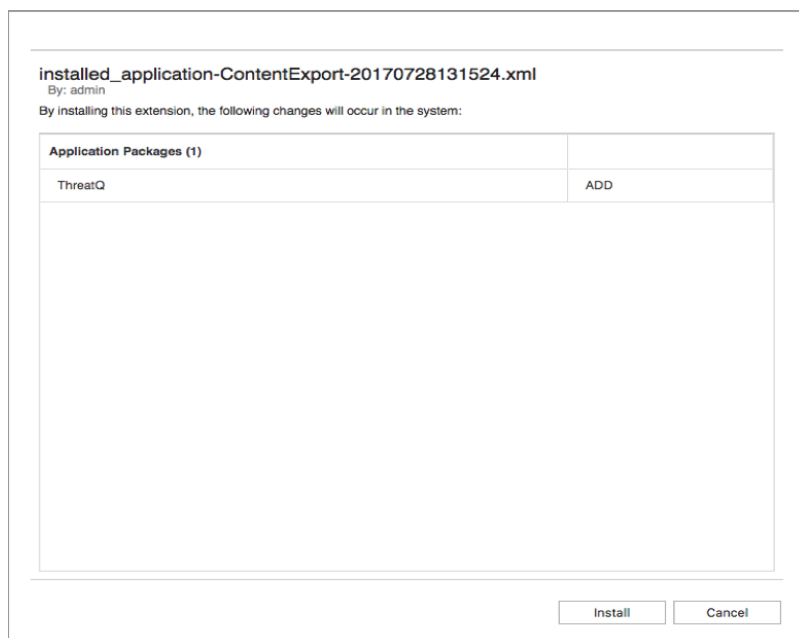 installed_application-ContentExport-20170728131524.xml
By: admin
By installing this extension, the following changes will occur in the system:
Application Packages (1)
ThreatQ ADD
Install Cancel